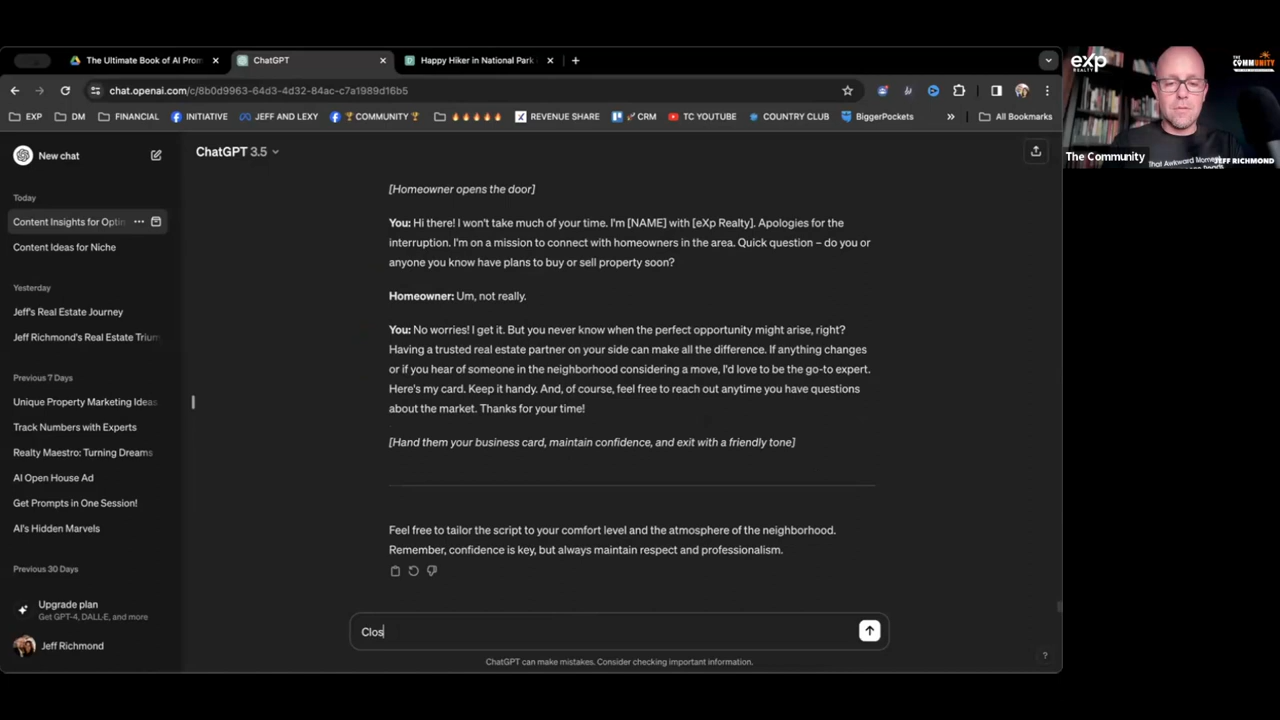 The Ultimate Book of AI Prom
ChatGPT
Happy Hiker in National Park
chat.openai.com/c/8b0d9963-64d3-4d32-84ac-c7a1989d16b5
EXP
DM
FINANCIAL
INITIATIVE
JEFF AND LEXY
COMMUNITY
REVENUE SHARE
CRM
TC YOUTUBE
COUNTRY CLUB
BiggerPockets
»
All Bookmarks
eXp
REALTY
THE COMMUNITY
The Community
That Awkward Moment
JEFF RICHMOND
New chat
Today
Content Insights for Optin
Content Ideas for Niche
Yesterday
Jeff's Real Estate Journey
Jeff Richmond's Real Estate Trium
Previous 7 Days
Unique Property Marketing Ideas
Track Numbers with Experts
Realty Maestro: Turning Dreams
AI Open House Ad
Get Prompts in One Session!
AI's Hidden Marvels
Previous 30 Days
Upgrade plan
Get GPT-4, DALL·E, and more
Jeff Richmond
ChatGPT 3.5
[Homeowner opens the door]
You: Hi there! I won't take much of your time. I'm [NAME] with [eXp Realty]. Apologies for the
interruption. I'm on a mission to connect with homeowners in the area. Quick question – do you or
anyone you know have plans to buy or sell property soon?
Homeowner: Um, not really.
You: No worries! I get it. But you never know when the perfect opportunity might arise, right?
Having a trusted real estate partner on your side can make all the difference. If anything changes
or if you hear of someone in the neighborhood considering a move, I'd love to be the go-to expert.
Here's my card. Keep it handy. And, of course, feel free to reach out anytime you have questions
about the market. Thanks for your time!
[Hand them your business card, maintain confidence, and exit with a friendly tone]
Feel free to tailor the script to your comfort level and the atmosphere of the neighborhood.
Remember, confidence is key, but always maintain respect and professionalism.
Clos
ChatGPT can make mistakes. Consider checking important information.
?